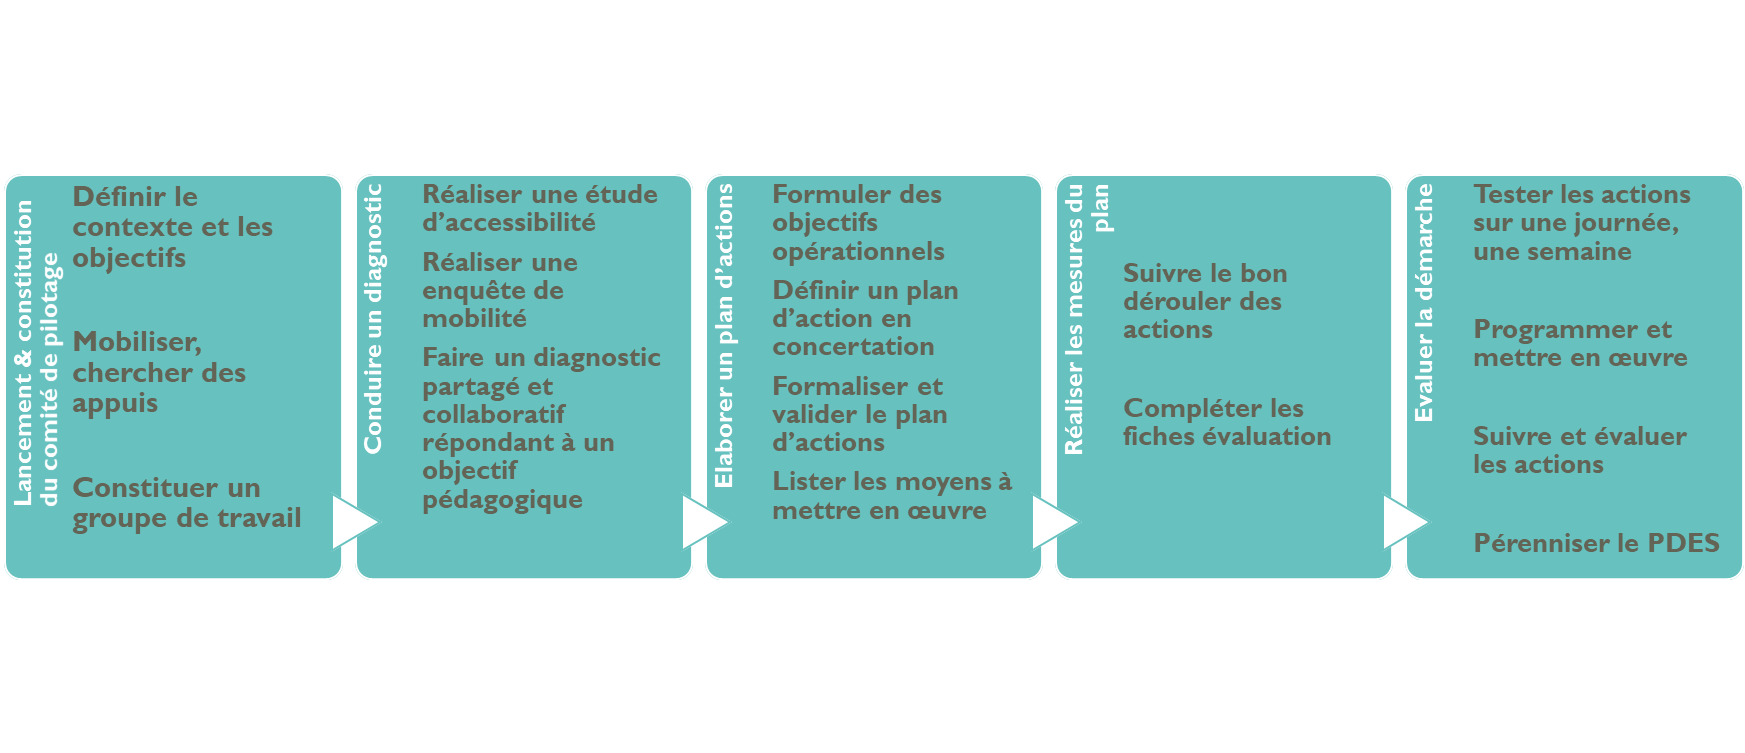 Lancement & constitution
du comité de pilotage
Définir le
contexte et les
objectifs
Mobiliser,
chercher des
appuis
Constituer un
groupe de travail
Conduire un diagnostic
Réaliser une étude
d’accessibilité
Réaliser une
enquête de
mobilité
Faire un diagnostic
partagé et
collaboratif
répondant à un
objectif
pédagogique
Elaborer un plan d’actions
Formuler des
objectifs
opérationnels
Définir un plan
d’action en
concertation
Formaliser et
valider le plan
d’actions
Lister les moyens à
mettre en œuvre
Réaliser les mesures du
plan
Suivre le bon
dérouler des
actions
Compléter les
fiches évaluation
Evaluer la démarche
Tester les actions
sur une journée,
une semaine
Programmer et
mettre en œuvre
Suivre et évaluer
les actions
Pérenniser le PDES